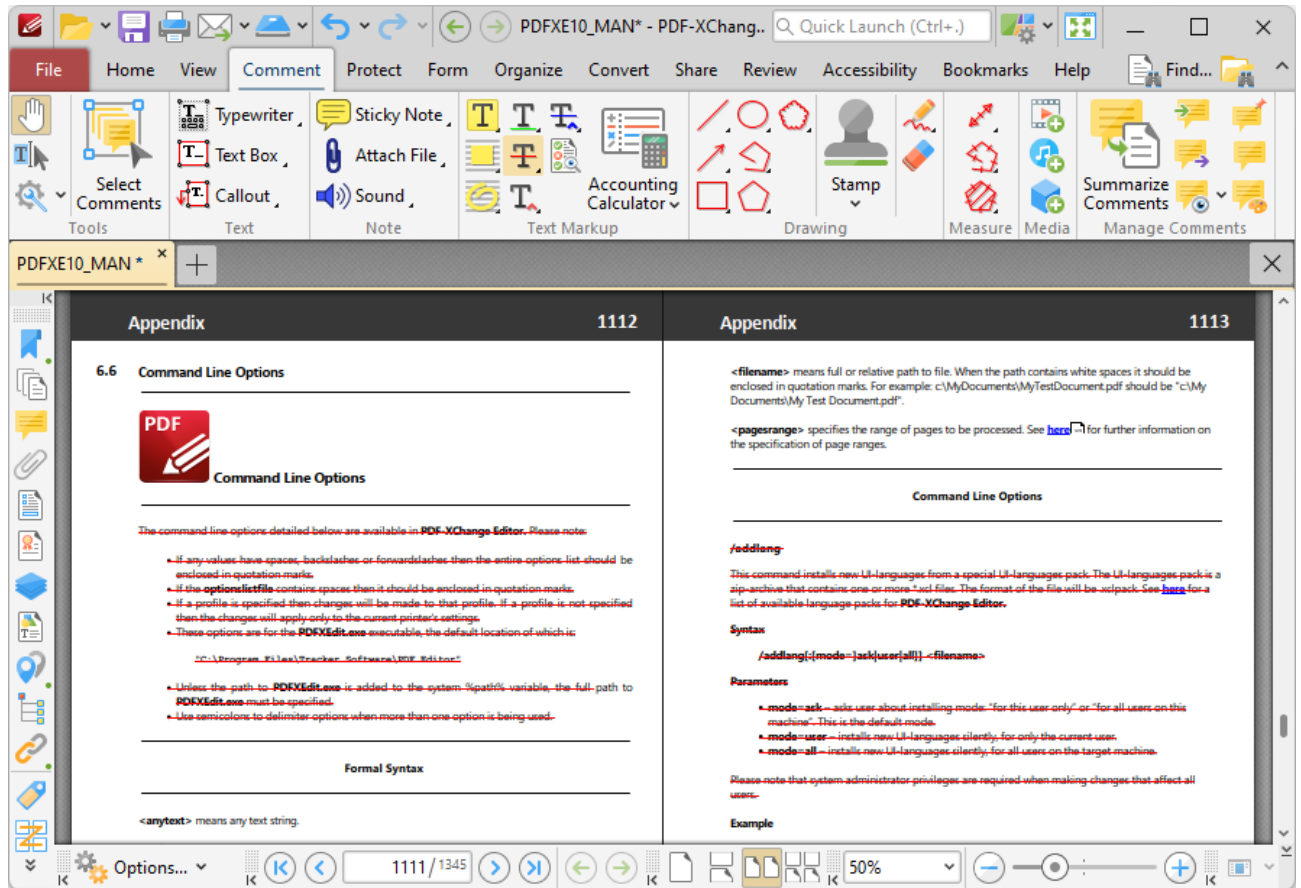 PDFXE10_MAN* - PDF-XChang.. Quick Launch (Ctrl+.)
File Home View Comment Protect Form Organize Convert Share Review Accessibility Bookmarks Help Find...
Typewriter
Text Box
Callout
Sticky Note
Attach File
Sound
Select
Comments
Accounting
Calculator
Stamp
Summarize
Comments
Tools Text Note Text Markup Drawing Measure Media Manage Comments
PDFXE10_MAN *
Appendix 1112
6.6 Command Line Options
PDF
Command Line Options
The command line options detailed below are available in PDF-XChange Editor. Please note:
• If any values have spaces, backslashes or forwardslashes then the entire options list should be
enclosed in quotation marks.
• If the optionslistfile contains spaces then it should be enclosed in quotation marks.
• If a profile is specified then changes will be made to that profile. If a profile is not specified
then the changes will apply only to the current printer's settings.
• These options are for the PDFXEdit.exe executable, the default location of which is:
"C:\Program Files\Tracker Software\PDF Editor"
• Unless the path to PDFXEdit.exe is added to the system %path% variable, the full path to
PDFXEdit.exe must be specified.
• Use semicolons to delimiter options when more than one option is being used.
Formal Syntax
<anytext> means any text string.
Appendix 1113
<filename> means full or relative path to file. When the path contains white spaces it should be
enclosed in quotation marks. For example: c:\MyDocuments\MyTestDocument.pdf should be "c:\My
Documents\My Test Document.pdf".
<pagesrange> specifies the range of pages to be processed. See here for further information on
the specification of page ranges.
Command Line Options
/addlang
This command installs new UI-languages from a special UI-languages pack. The UI-languages pack is a
zip-archive that contains one or more *.xcl files. The format of the file will be .xclpack. See here for a
list of available language packs for PDF-XChange Editor.
Syntax
/addlang[:[mode=]ask|user|all}] <filename>
Parameters
• mode=ask – asks user about installing mode: "for this user only" or "for all users on this
machine". This is the default mode.
• mode=user – installs new UI-languages silently, for only the current user.
• mode=all – installs new UI-languages silently, for all users on the target machine.
Please note that system administrator privileges are required when making changes that affect all
users.
Example
Options... 1111 / 1345 50%